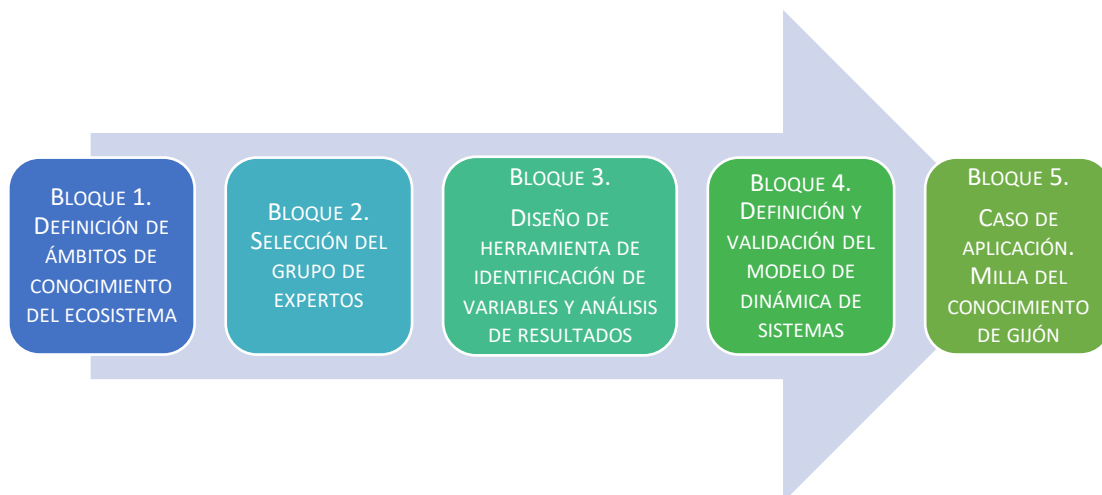 BLOQUE 1.
DEFINICIÓN DE
ÁMBITOS DE
CONOCIMIENTO
DEL ECOSISTEMA
BLOQUE 2.
SELECCIÓN DEL
GRUPO DE
EXPERTOS
BLOQUE 3.
DISEÑO DE
HERRAMIENTA DE
IDENTIFICACIÓN DE
VARIABLES Y ANÁLISIS
DE RESULTADOS
BLOQUE 4.
DEFINICIÓN Y
VALIDACIÓN DEL
MODELO DE
DINÁMICA DE
SISTEMAS
BLOQUE 5.
CASO DE
APLICACIÓN.
MILLA DEL
CONOCIMIENTO
DE GIJÓN